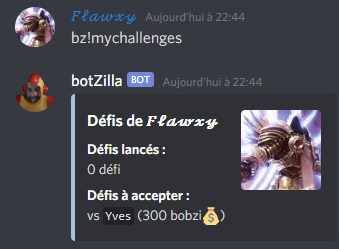 𝓕𝓵𝓪𝔀𝔁𝔂 Aujourd'hui à 22:44
bz!mychallenges
botZilla BOT Aujourd'hui à 22:44
Défis de 𝓕𝓵𝓪𝔀𝔁𝔂
Défis lancés :
0 défi
Défis à accepter :
vs Yves (300 bobzi💰)